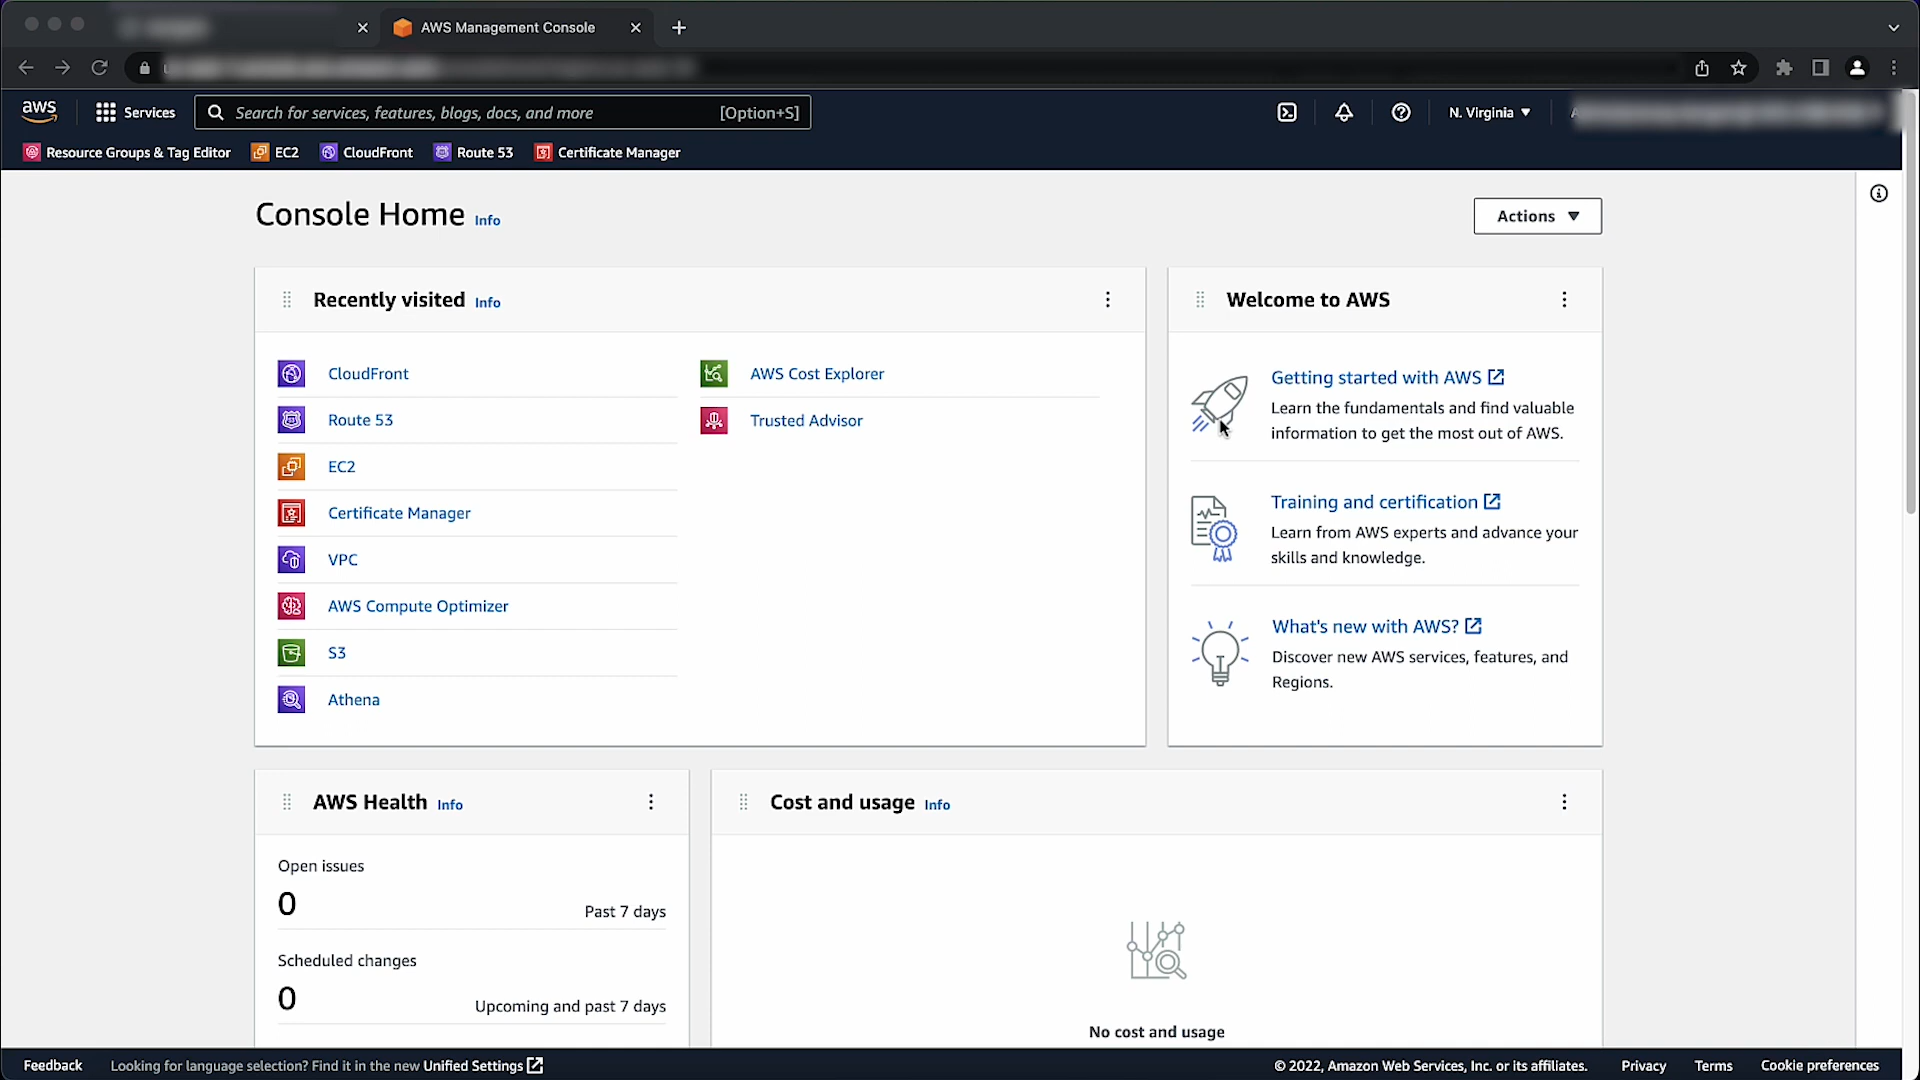 AWS Management Console
aws
Services
Search for services, features, blogs, docs, and more
[Option+S]
N. Virginia
Resource Groups & Tag Editor
EC2
CloudFront
Route 53
Certificate Manager
Console Home Info
Actions
Recently visited Info
CloudFront
Route 53
EC2
Certificate Manager
VPC
AWS Compute Optimizer
S3
Athena
AWS Cost Explorer
Trusted Advisor
Welcome to AWS
Getting started with AWS
Learn the fundamentals and find valuable
information to get the most out of AWS.
Training and certification
Learn from AWS experts and advance your
skills and knowledge.
What's new with AWS?
Discover new AWS services, features, and
Regions.
AWS Health Info
Open issues
0
Past 7 days
Scheduled changes
0
Upcoming and past 7 days
Cost and usage Info
No cost and usage
Feedback
Looking for language selection? Find it in the new Unified Settings
© 2022, Amazon Web Services, Inc. or its affiliates.
Privacy
Terms
Cookie preferences